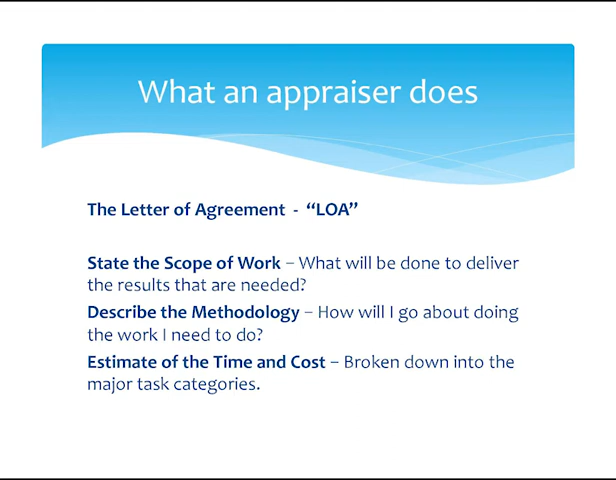 What an appraiser does
The Letter of Agreement - “LOA”
State the Scope of Work – What will be done to deliver
the results that are needed?
Describe the Methodology – How will I go about doing
the work I need to do?
Estimate of the Time and Cost – Broken down into the
major task categories.